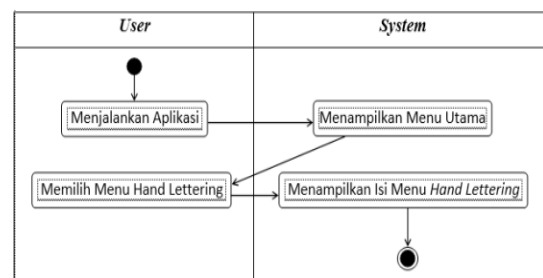 User
System
Menjalankan Aplikasi
Menampilkan Menu Utama
Memilih Menu Hand Lettering
Menampilkan Isi Menu Hand Lettering